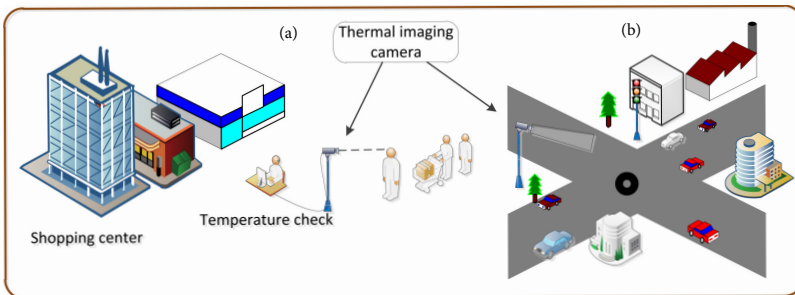 (a)
Thermal imaging
camera
(b)
Temperature check
Shopping center